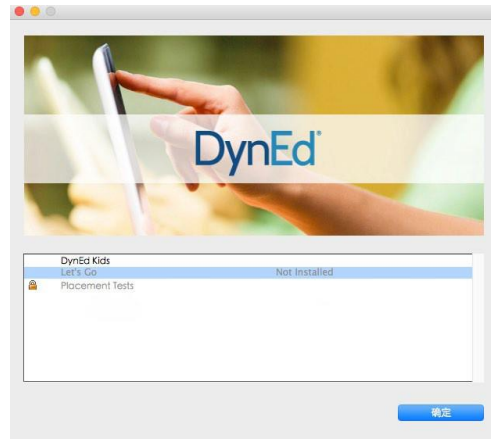 DynEd
DynEd Kids
Let's Go Not Installed
Placement Tests
确定